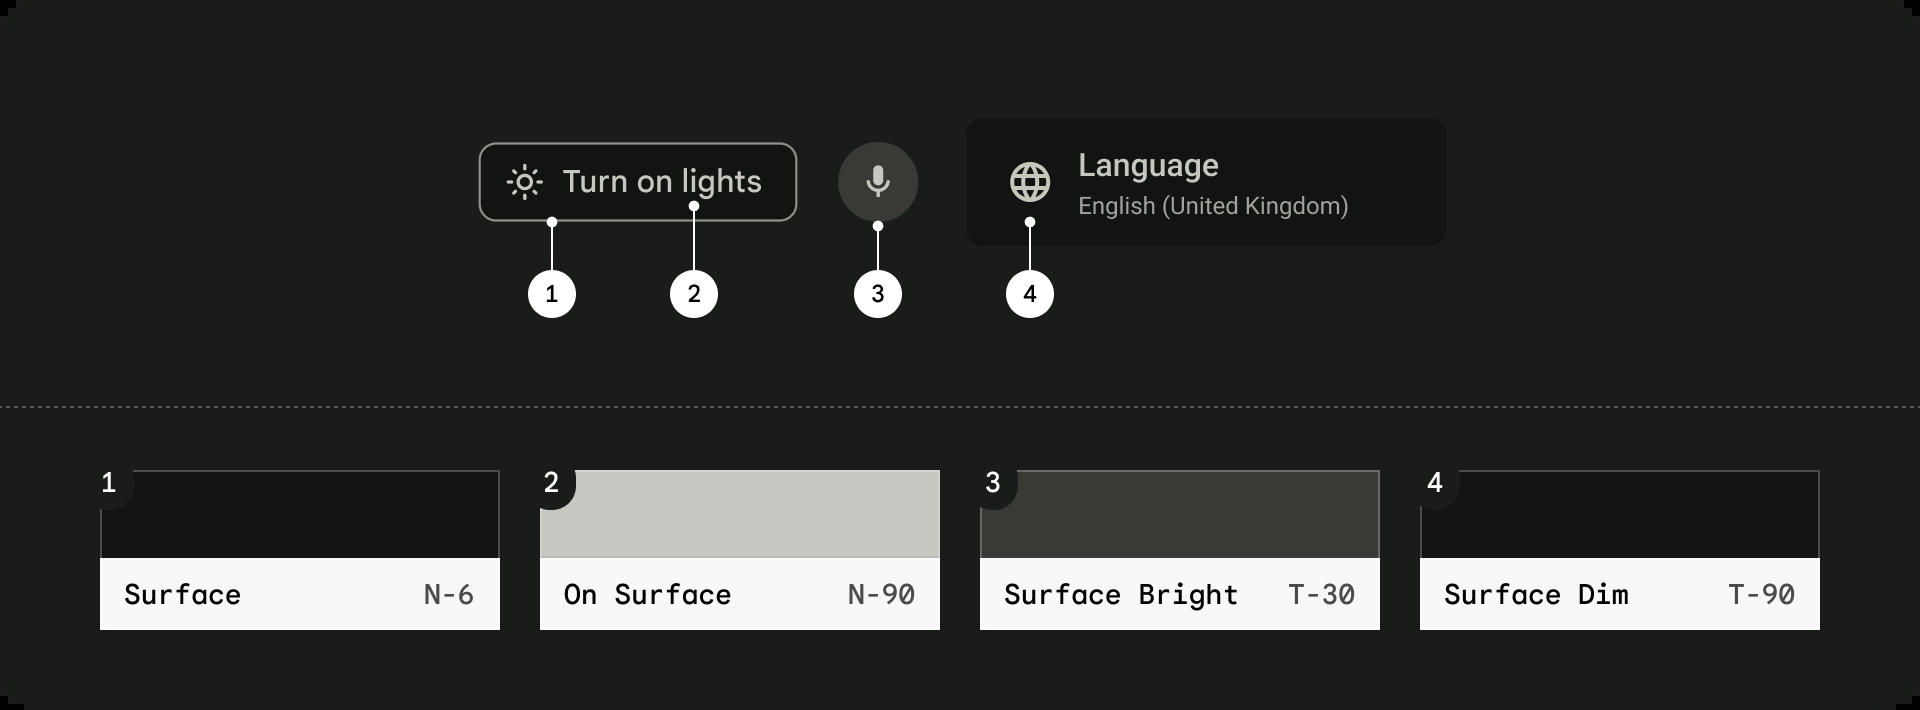 Turn on lights
Language
English (United Kingdom)
1
2
3
4
1
Surface N-6
2
On Surface N-90
3
Surface Bright T-30
4
Surface Dim T-90